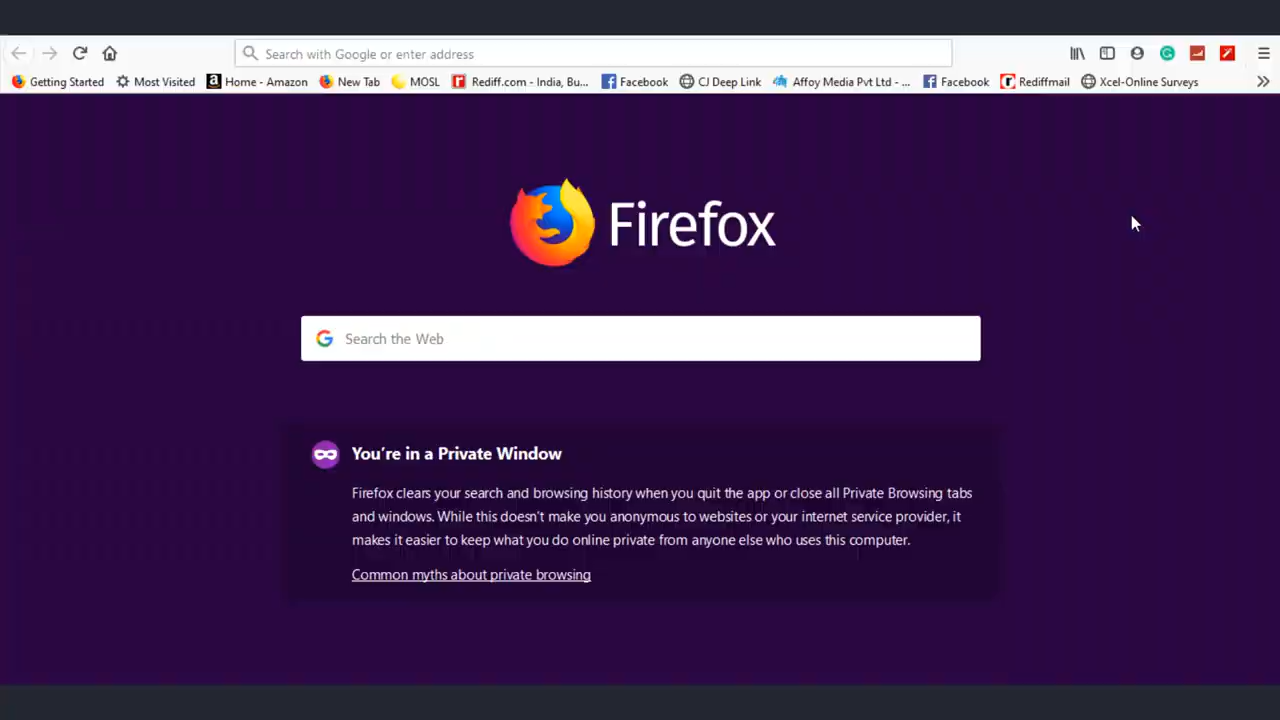 Search with Google or enter address
Getting Started Most Visited Home - Amazon New Tab MOSL Rediff.com - India, Bu... Facebook CJ Deep Link Affoy Media Pvt Ltd - ... Facebook Rediffmail Xcel-Online Surveys
Firefox
Search the Web
You’re in a Private Window
Firefox clears your search and browsing history when you quit the app or close all Private Browsing tabs
and windows. While this doesn’t make you anonymous to websites or your internet service provider, it
makes it easier to keep what you do online private from anyone else who uses this computer.
Common myths about private browsing